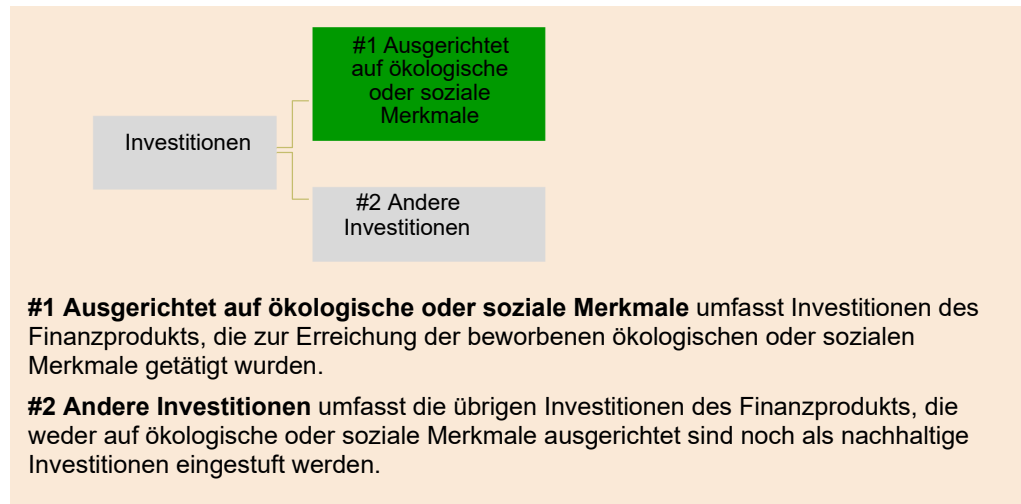 #1 Ausgerichtet
auf ökologische
oder soziale
Merkmale
Investitionen
#2 Andere
Investitionen
#1 Ausgerichtet auf ökologische oder soziale Merkmale umfasst Investitionen des
Finanzprodukts, die zur Erreichung der beworbenen ökologischen oder sozialen
Merkmale getätigt wurden.
#2 Andere Investitionen umfasst die übrigen Investitionen des Finanzprodukts, die
weder auf ökologische oder soziale Merkmale ausgerichtet sind noch als nachhaltige
Investitionen eingestuft werden.